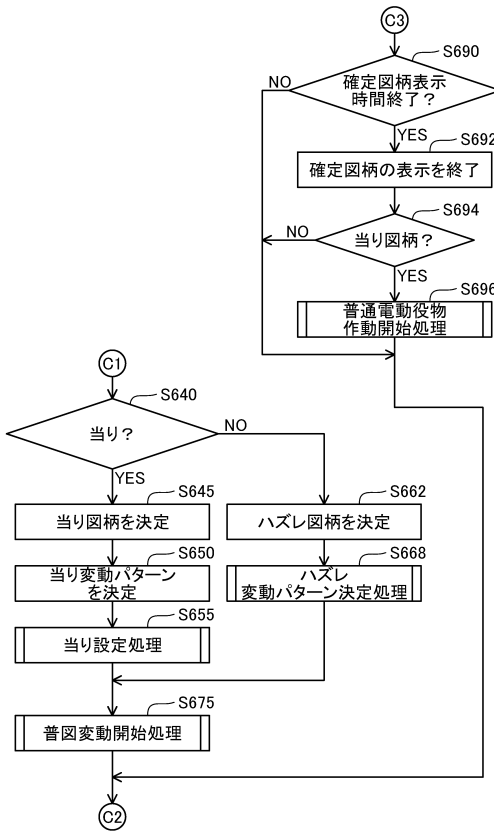 C3
S690
確定図柄表示
時間終了？
NO
YES
S692
確定図柄の表示を終了
S694
当り図柄？
NO
YES
S696
普通電動役物
作動開始処理
C1
S640
当り？
NO
YES
S645
当り図柄を決定
S662
ハズレ図柄を決定
S650
当り変動パターン
を決定
S668
ハズレ
変動パターン決定処理
S655
当り設定処理
S675
普図変動開始処理
C2